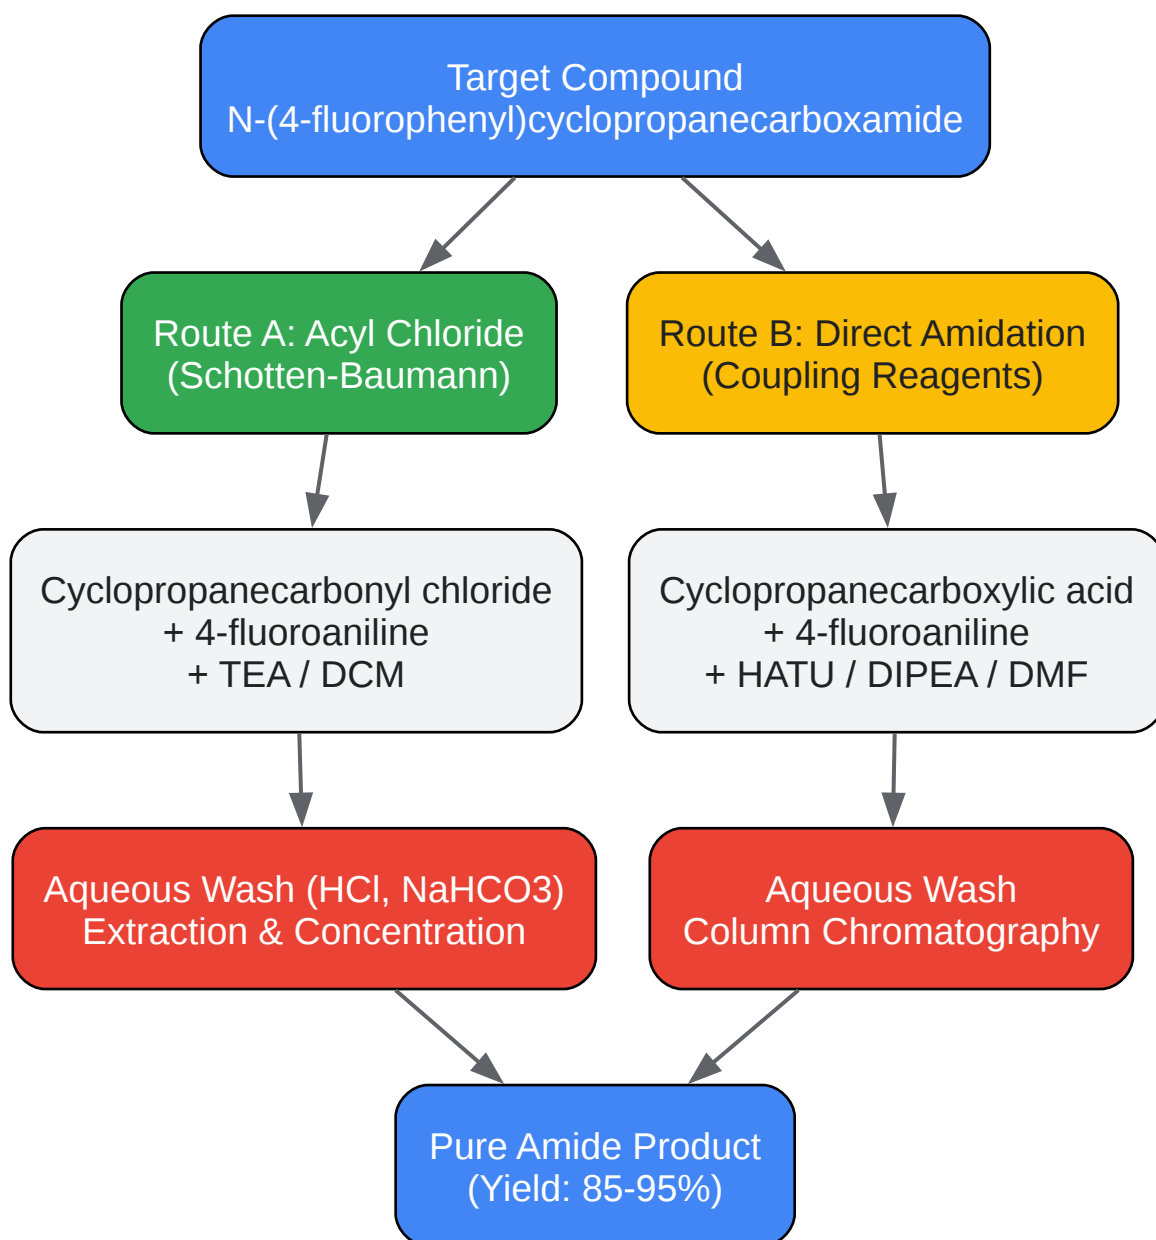 Target Compound
N-(4-fluorophenyl)cyclopropanecarboxamide
Route A: Acyl Chloride
(Schotten-Baumann)
Route B: Direct Amidation
(Coupling Reagents)
Cyclopropanecarbonyl chloride
+ 4-fluoroaniline
+ TEA / DCM
Cyclopropanecarboxylic acid
+ 4-fluoroaniline
+ HATU / DIPEA / DMF
Aqueous Wash (HCl, NaHCO3)
Extraction & Concentration
Aqueous Wash
Column Chromatography
Pure Amide Product
(Yield: 85-95%)